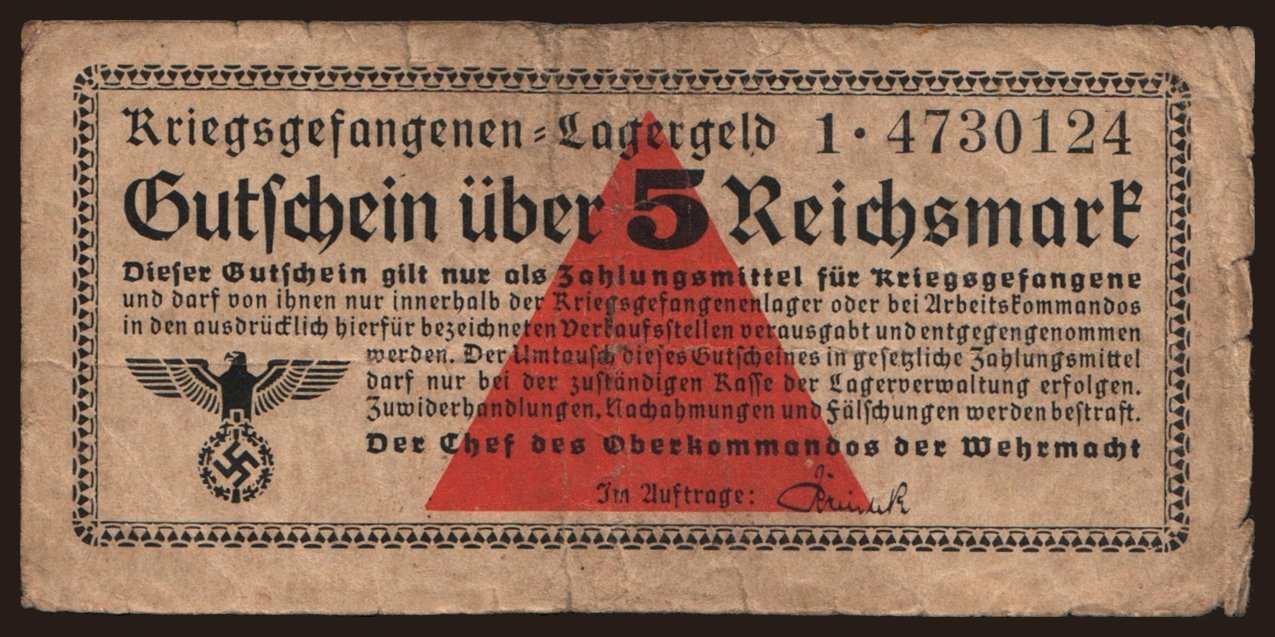 Kriegsgefangenen-Lagergeld 1·4730124
Gutschein über 5 Reichsmark
Dieser Gutschein gilt nur als Zahlungsmittel für Kriegsgefangene
und darf von ihnen nur innerhalb der Kriegsgefangenenlager oder bei Arbeitskommandos
in den ausdrücklich hierfür bezeichneten Verkaufsstellen verausgabt und entgegengenommen
werden. Der Umtausch dieses Gutscheines in gesetzliche Zahlungsmittel
darf nur bei der zuständigen Kasse der Lagerverwaltung erfolgen.
Zuwiderhandlungen, Nachahmungen und Fälschungen werden bestraft.
Der Chef des Oberkommandos der Wehrmacht
Im Auftrage: